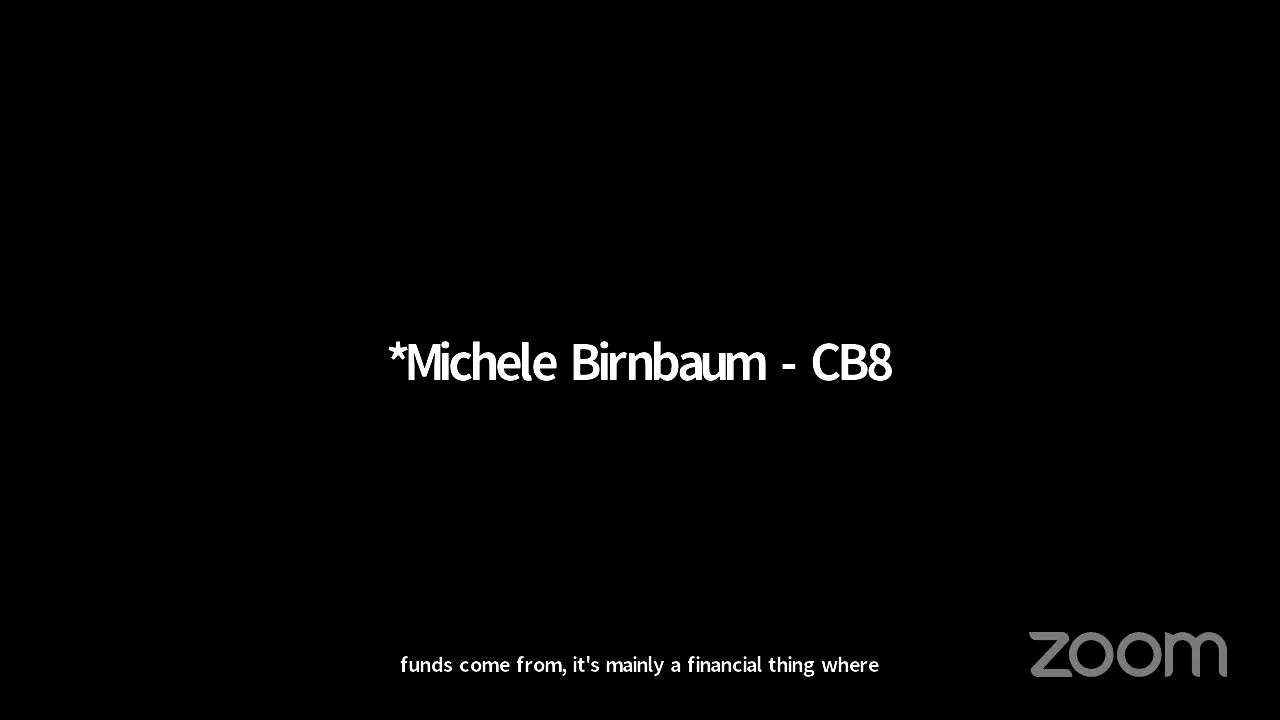 *Michele Birnbaum - CB8
funds come from, it's mainly a financial thing where
zoom